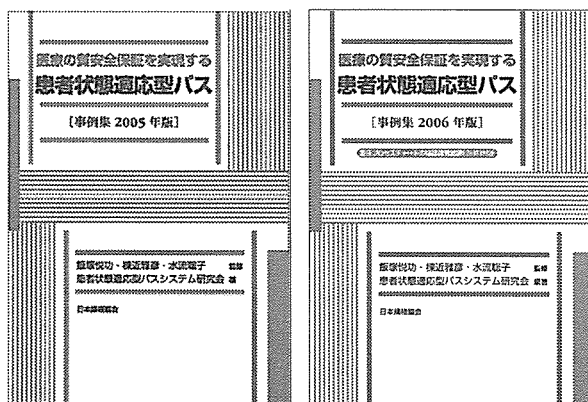 医療の質安全保証を実現する
患者状態適応型パス
［事例集 2005 年版］
飯塚悦功・棟近雅彦・水流聡子 監修
患者状態適応型パスシステム研究会 著
日本規格協会
医療の質安全保証を実現する
患者状態適応型パス
［事例集 2006 年版］
飯塚悦功・棟近雅彦・水流聡子 監修
患者状態適応型パスシステム研究会 編著
日本規格協会